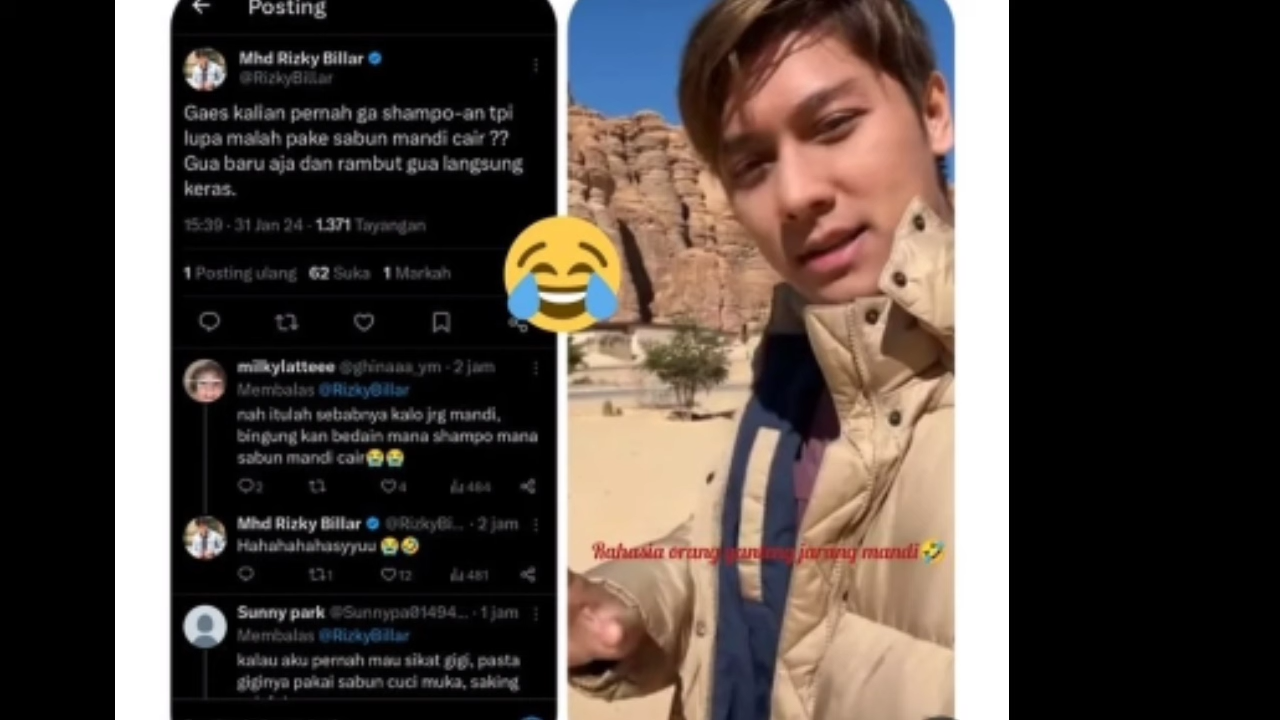 Posting
Mhd Rizky Billar
@RizkyBillar
Gaes kalian pernah ga shampo-an tpi
lupa malah pake sabun mandi cair ??
Gua baru aja dan rambut gua langsung
keras.
15:39 · 31 Jan 24 · 1.371 Tayangan
1 Posting ulang 62 Suka 1 Markah
milkylatteee @ghinaaa_ym · 2 jam
Membalas @RizkyBillar
nah itulah sebabnya kalo jrg mandi,
bingung kan bedain mana shampo mana
sabun mandi cair😭😭
2 4 484
Mhd Rizky Billar @RizkyBi... · 2 jam
Hahahahahasyyuu 😭🤣
1 12 481
Sunny park @Sunnypa01494... · 1 jam
Membalas @RizkyBillar
kalau aku pernah mau sikat gigi, pasta
giginya pakai sabun cuci muka, saking
Rahasia orang ganteng jarang mandi🤣